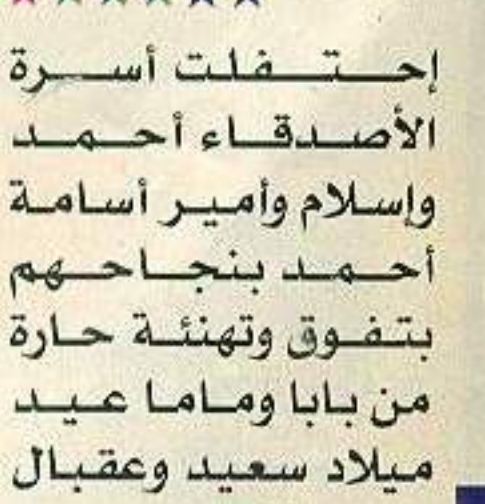 إحتفلت أسرة
الأصدقاء أحمد
وإسلام وأمير أسامة
أحمد بنجاحهم
بتفوق وتهنئة حارة
من بابا وماما عيد
ميلاد سعيد وعقبال